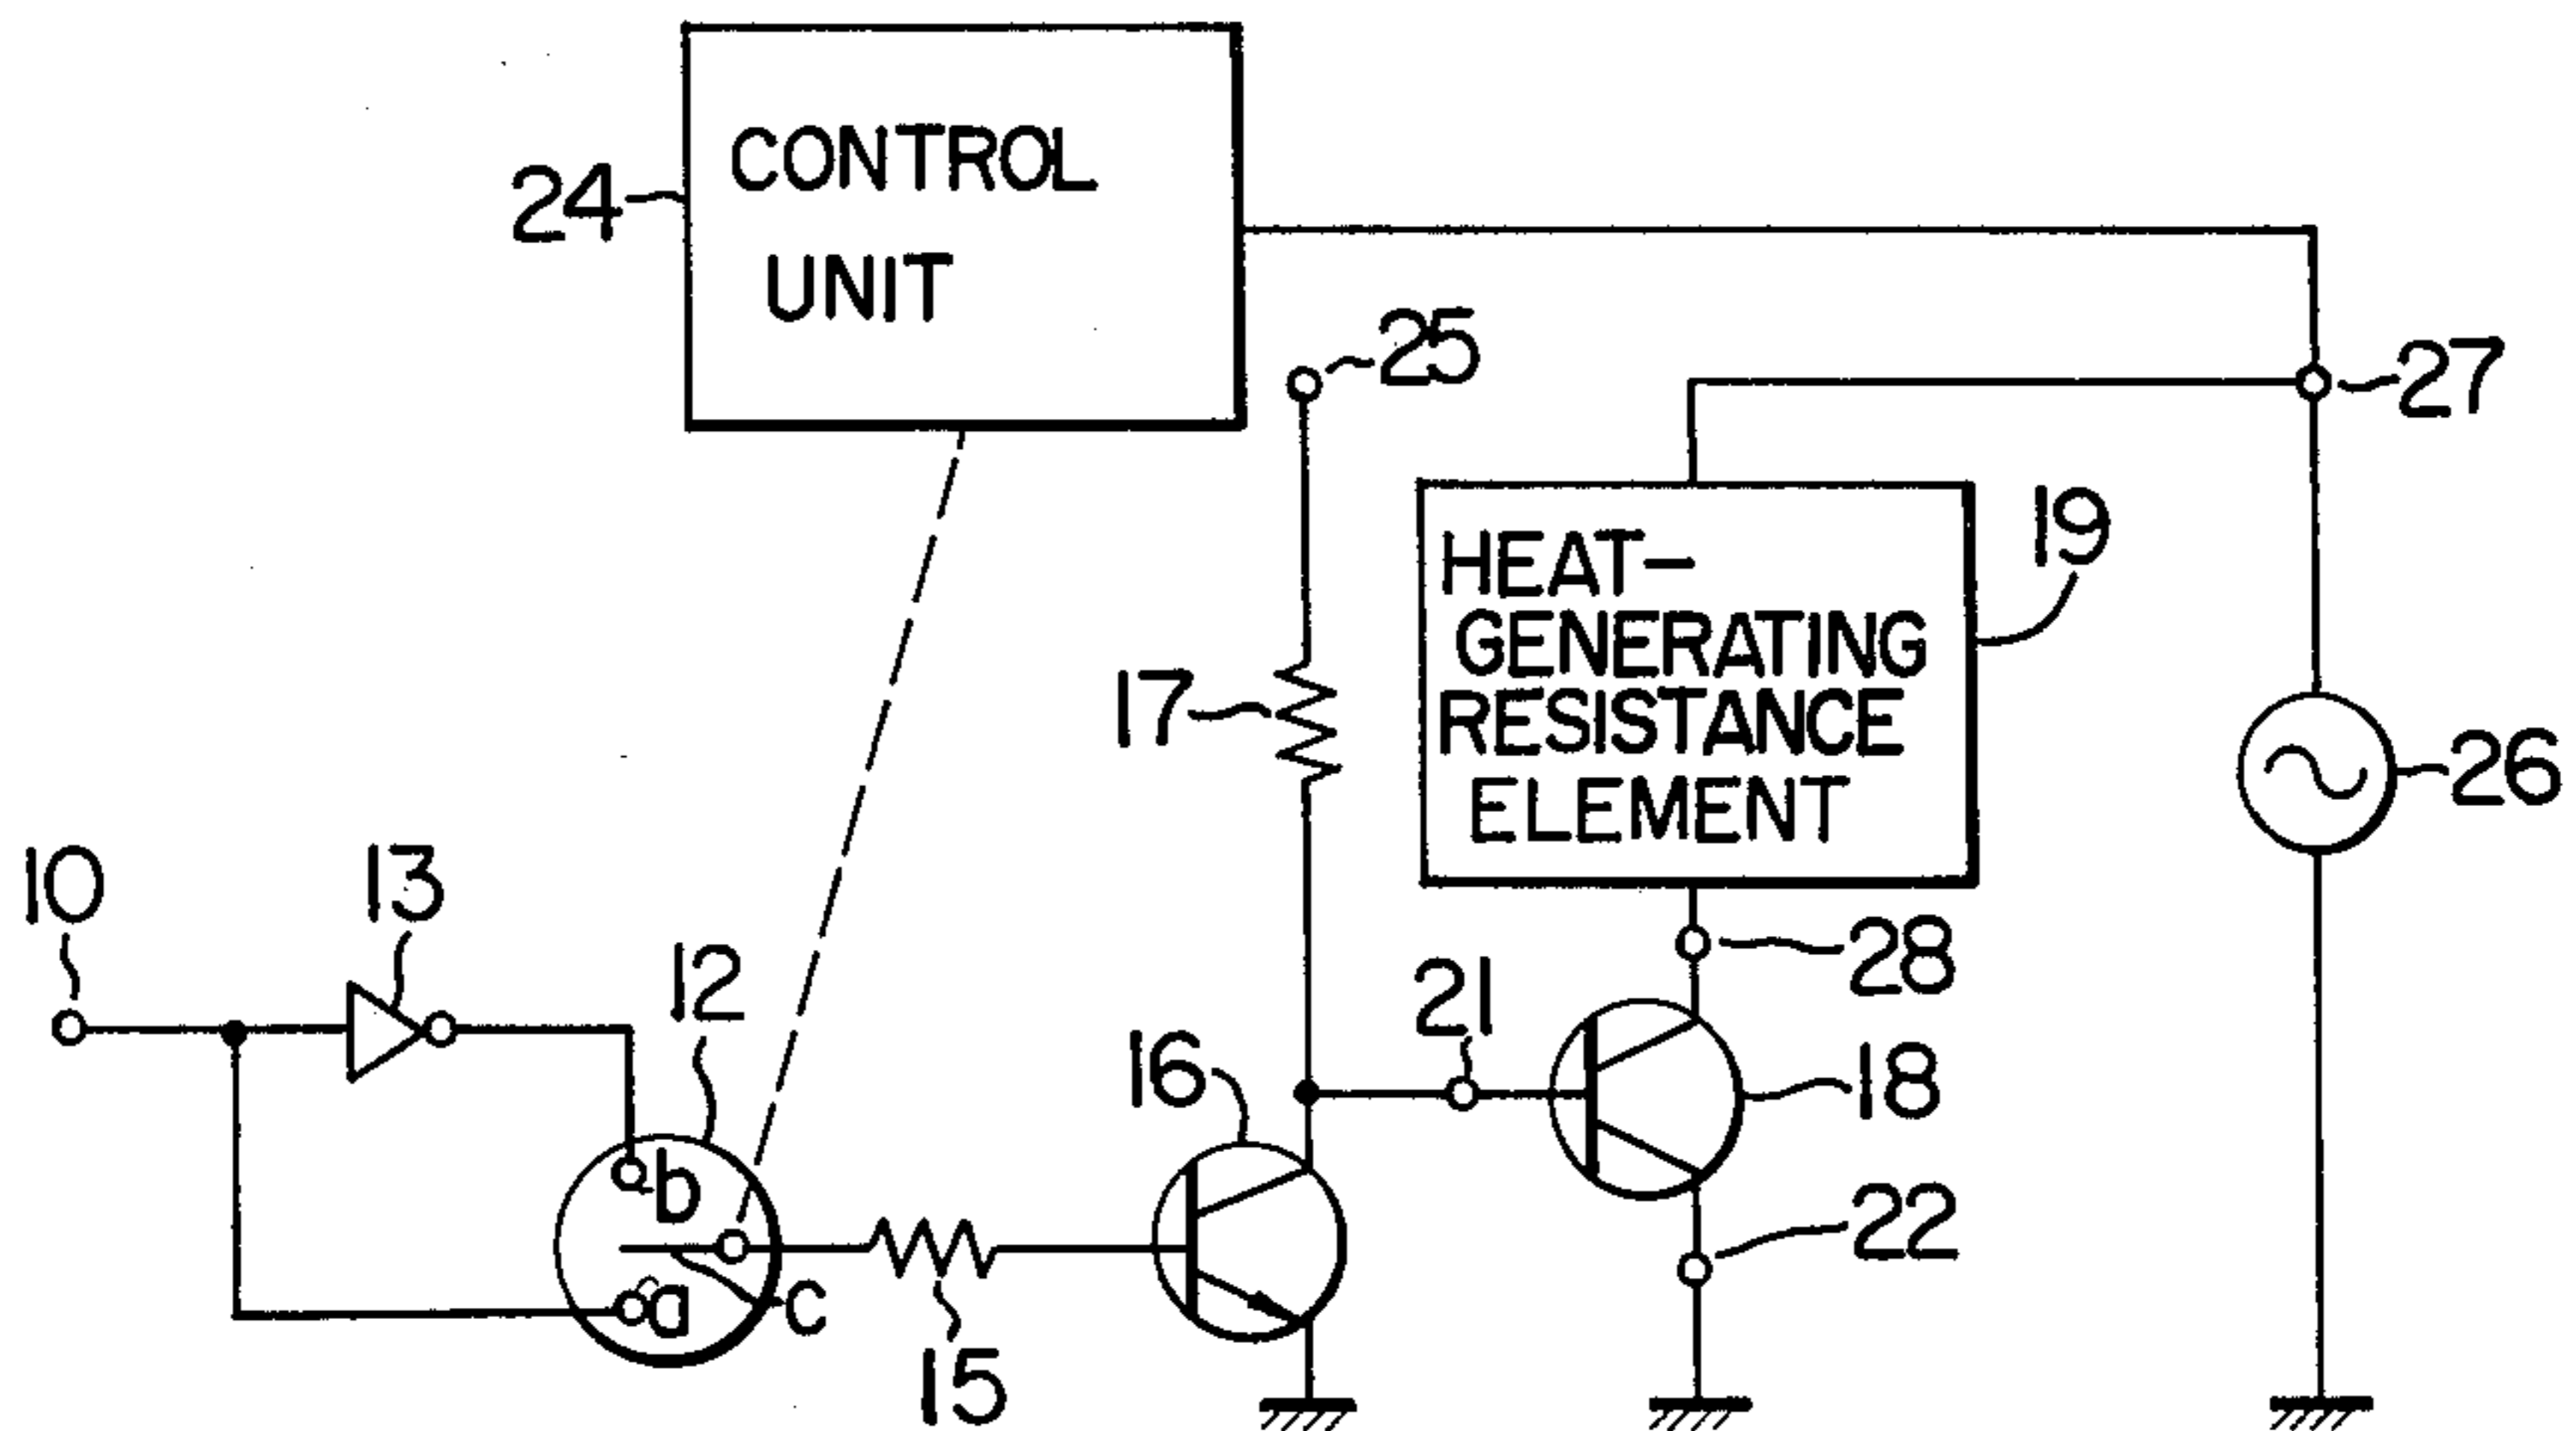 CONTROL
UNIT
24
25
27
HEAT-
GENERATING
RESISTANCE
ELEMENT
19
17
26
10
13
12
28
21
16
18
b
22
a
c
15